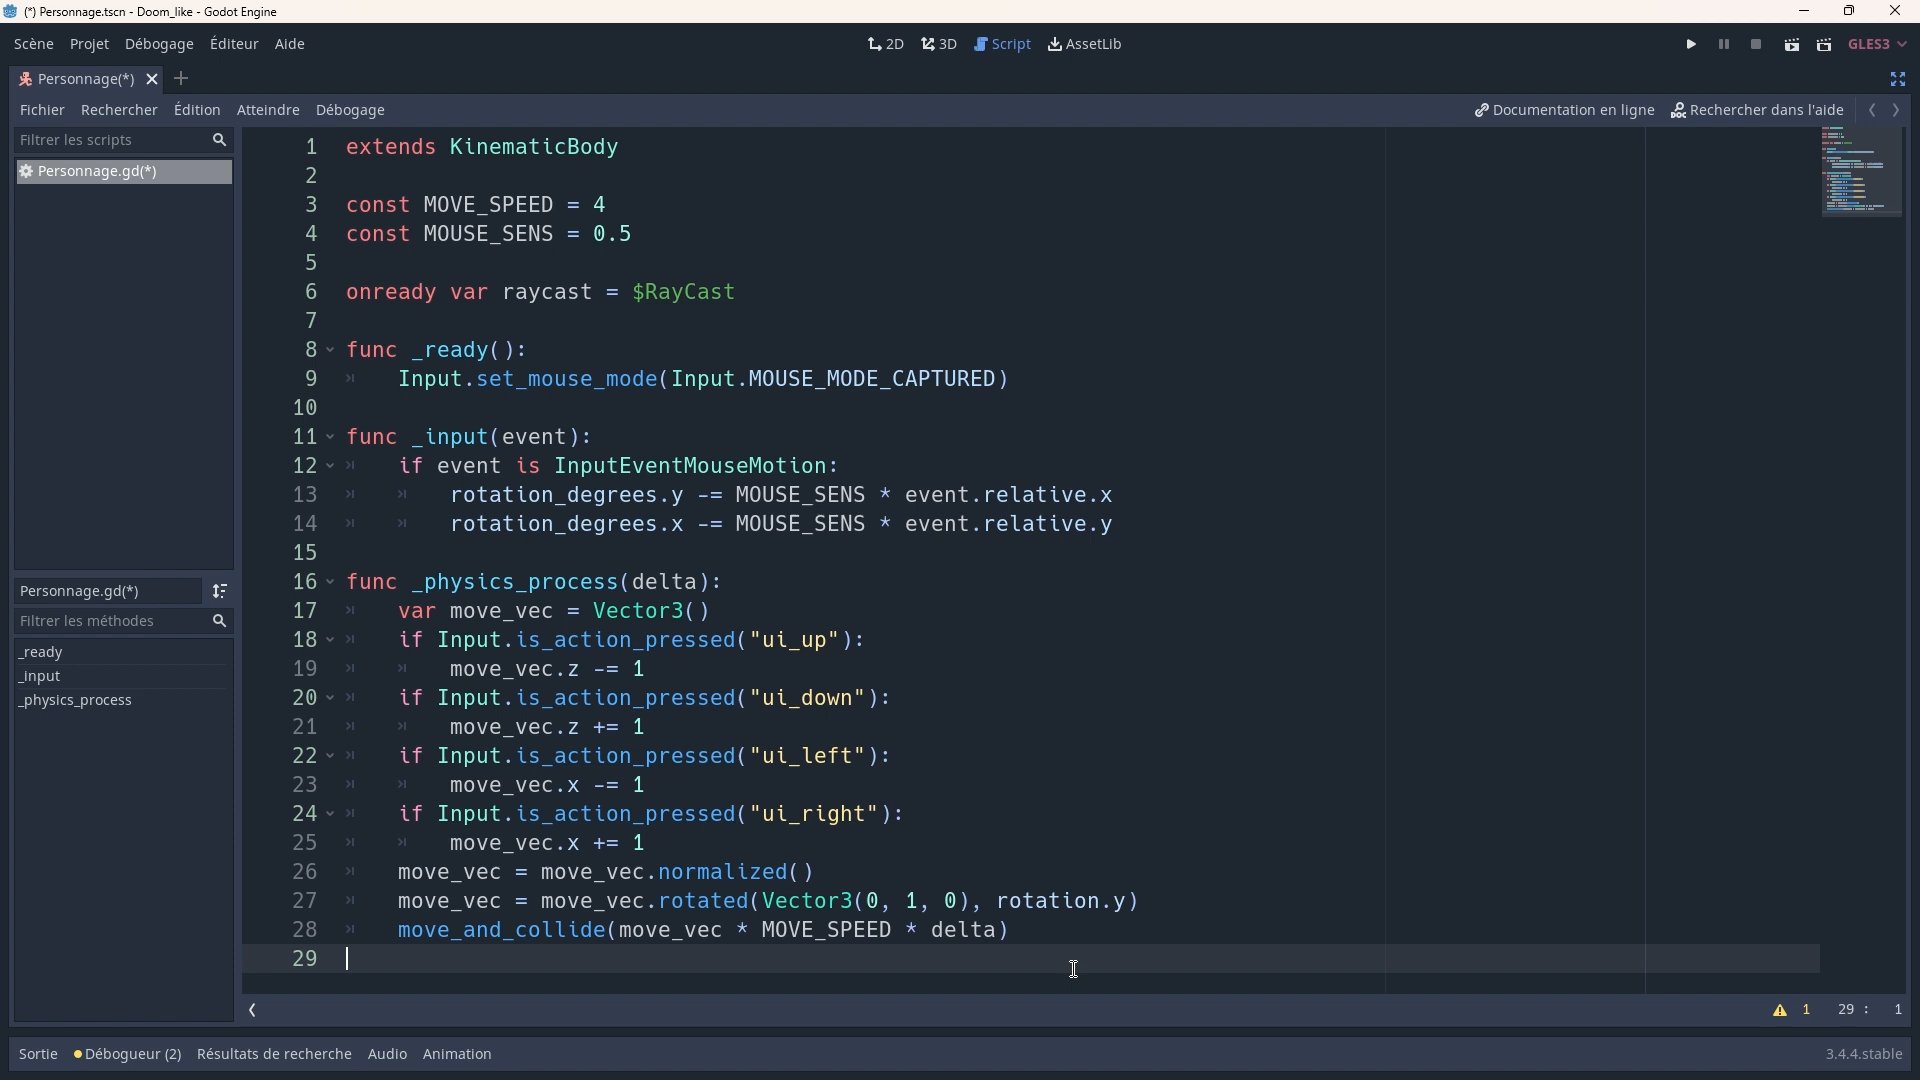 (*) Personnage.tscn - Doom_like - Godot Engine
Scène Projet Débogage Éditeur Aide
2D 3D Script AssetLib
GLES3
Personnage(*)
Fichier Rechercher Édition Atteindre Débogage
Documentation en ligne Rechercher dans l'aide
Filtrer les scripts
Personnage.gd(*)
Personnage.gd(*)
Filtrer les méthodes
_ready
_input
_physics_process
1 extends KinematicBody
2
3 const MOVE_SPEED = 4
4 const MOUSE_SENS = 0.5
5
6 onready var raycast = $RayCast
7
8 func _ready():
9 Input.set_mouse_mode(Input.MOUSE_MODE_CAPTURED)
10
11 func _input(event):
12 if event is InputEventMouseMotion:
13 rotation_degrees.y -= MOUSE_SENS * event.relative.x
14 rotation_degrees.x -= MOUSE_SENS * event.relative.y
15
16 func _physics_process(delta):
17 var move_vec = Vector3()
18 if Input.is_action_pressed("ui_up"):
19 move_vec.z -= 1
20 if Input.is_action_pressed("ui_down"):
21 move_vec.z += 1
22 if Input.is_action_pressed("ui_left"):
23 move_vec.x -= 1
24 if Input.is_action_pressed("ui_right"):
25 move_vec.x += 1
26 move_vec = move_vec.normalized()
27 move_vec = move_vec.rotated(Vector3(0, 1, 0), rotation.y)
28 move_and_collide(move_vec * MOVE_SPEED * delta)
29
1 29 : 1
Sortie Débogueur (2) Résultats de recherche Audio Animation
3.4.4.stable